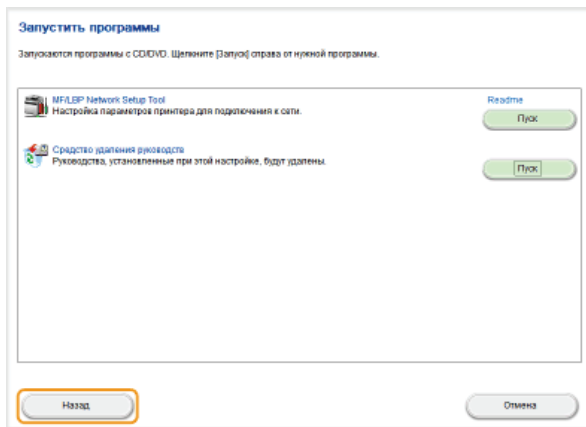 Запустить программы
Запускаются программы с CD/DVD. Щелкните [Запуск] справа от нужной программы.
MF/LBP Network Setup Tool
Readme
Настройка параметров принтера для подключения к сети.
Пуск
Средство удаления руководств
Руководства, установленные при этой настройке, будут удалены.
Пуск
Назад
Отмена